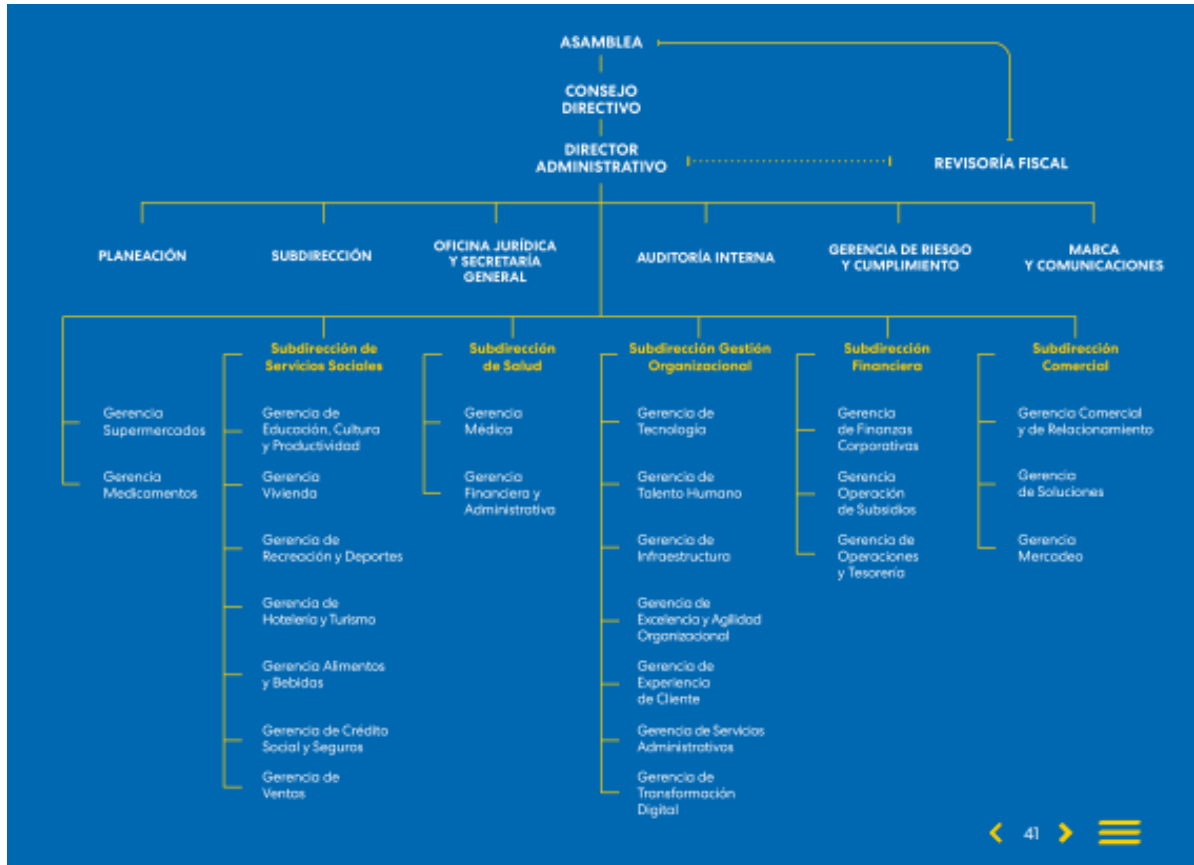 ASAMBLEA
CONSEJO
DIRECTIVO
DIRECTOR
ADMINISTRATIVO
REVISORÍA FISCAL
PLANEACIÓN
SUBDIRECCIÓN
OFICINA JURÍDICA
Y SECRETARÍA
GENERAL
AUDITORÍA INTERNA
GERENCIA DE RIESGO
Y CUMPLIMIENTO
MARCA
Y COMUNICACIONES
Gerencia
Supermercados
Gerencia
Medicamentos
Subdirección de
Servicios Sociales
Gerencia de
Educación, Cultura
y Productividad
Gerencia
Vivienda
Gerencia de
Recreación y Deportes
Gerencia de
Hotelería y Turismo
Gerencia Alimentos
y Bebidas
Gerencia de Crédito
Social y Seguros
Gerencia de
Ventas
Subdirección
de Salud
Gerencia
Médica
Gerencia
Financiera y
Administrativa
Subdirección Gestión
Organizacional
Gerencia de
Tecnología
Gerencia de
Talento Humano
Gerencia de
Infraestructura
Gerencia de
Excelencia y Agilidad
Organizacional
Gerencia de
Experiencia
de Cliente
Gerencia de Servicios
Administrativos
Gerencia de
Transformación
Digital
Subdirección
Financiera
Gerencia
de Finanzas
Corporativas
Gerencia
Operación
de Subsidios
Gerencia de
Operaciones
y Tesorería
Subdirección
Comercial
Gerencia Comercial
y de Relacionamiento
Gerencia
de Soluciones
Gerencia
Mercadeo
41